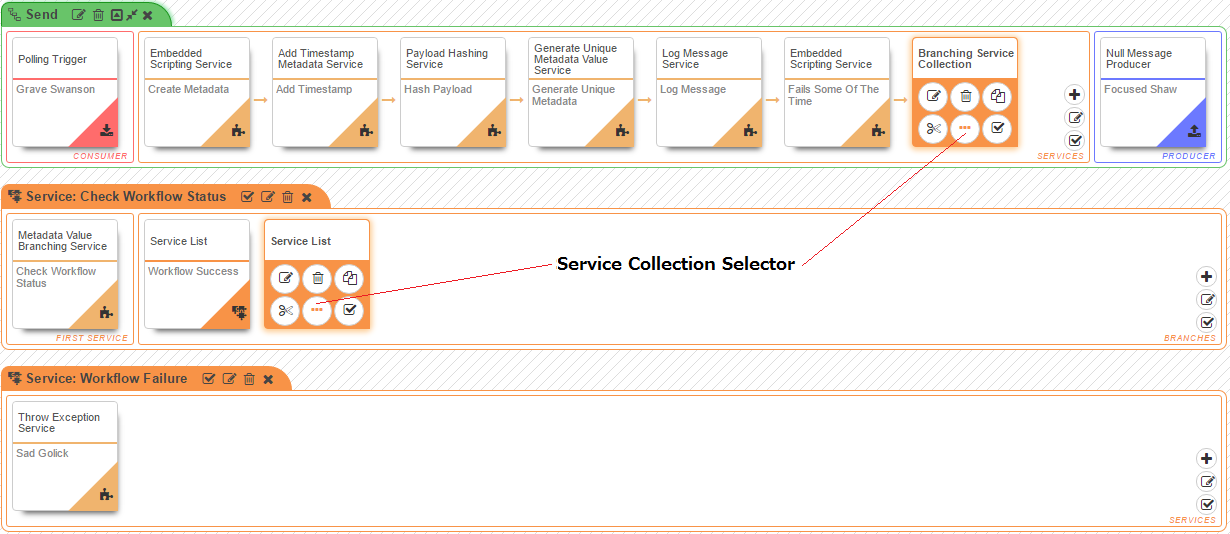 Send
Polling Trigger
Grave Swanson
CONSUMER
Embedded
Scripting Service
Create Metadata
Add Timestamp
Metadata Service
Add Timestamp
Payload Hashing
Service
Hash Payload
Generate Unique
Metadata Value
Service
Generate Unique
Metadata
Log Message
Service
Log Message
Embedded
Scripting Service
Fails Some Of The
Time
Branching Service
Collection
SERVICES
Null Message
Producer
Focused Shaw
PRODUCER
Service: Check Workflow Status
Metadata Value
Branching Service
Check Workflow
Status
FIRST SERVICE
Service List
Workflow Success
Service List
Service Collection Selector
BRANCHES
Service: Workflow Failure
Throw Exception
Service
Sad Golick
SERVICES